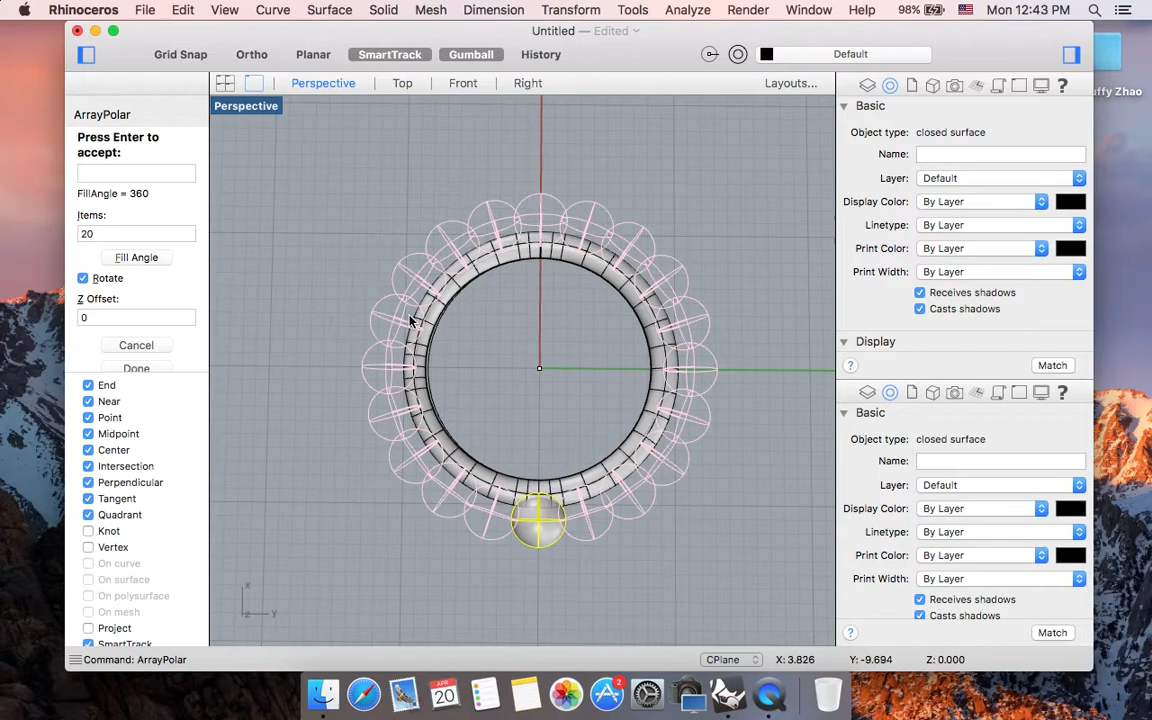 Rhinoceros File Edit View Curve Surface Solid Mesh Dimension Transform Tools Analyze Render Window Help 98% Mon 12:43 PM
Untitled — Edited
Grid Snap Ortho Planar SmartTrack Gumball History Default
Perspective Top Front Right Layouts...
Perspective
ArrayPolar
Press Enter to
accept:
FillAngle = 360
Items:
20
Fill Angle
Rotate
Z Offset:
0
Cancel
Done
End
Near
Point
Midpoint
Center
Intersection
Perpendicular
Tangent
Quadrant
Knot
Vertex
On curve
On surface
On polysurface
On mesh
Project
SmartTrack
x
z y
Basic
Object type: closed surface
Name:
Layer: Default
Display Color: By Layer
Linetype: By Layer
Print Color: By Layer
Print Width: By Layer
Receives shadows
Casts shadows
Display
? Match
Basic
Object type: closed surface
Name:
Layer: Default
Display Color: By Layer
Linetype: By Layer
Print Color: By Layer
Print Width: By Layer
Receives shadows
Casts shadows
? Match
Command: ArrayPolar CPlane X: 3.826 Y: -9.694 Z: 0.000
uffy Zhao
APR
20
2